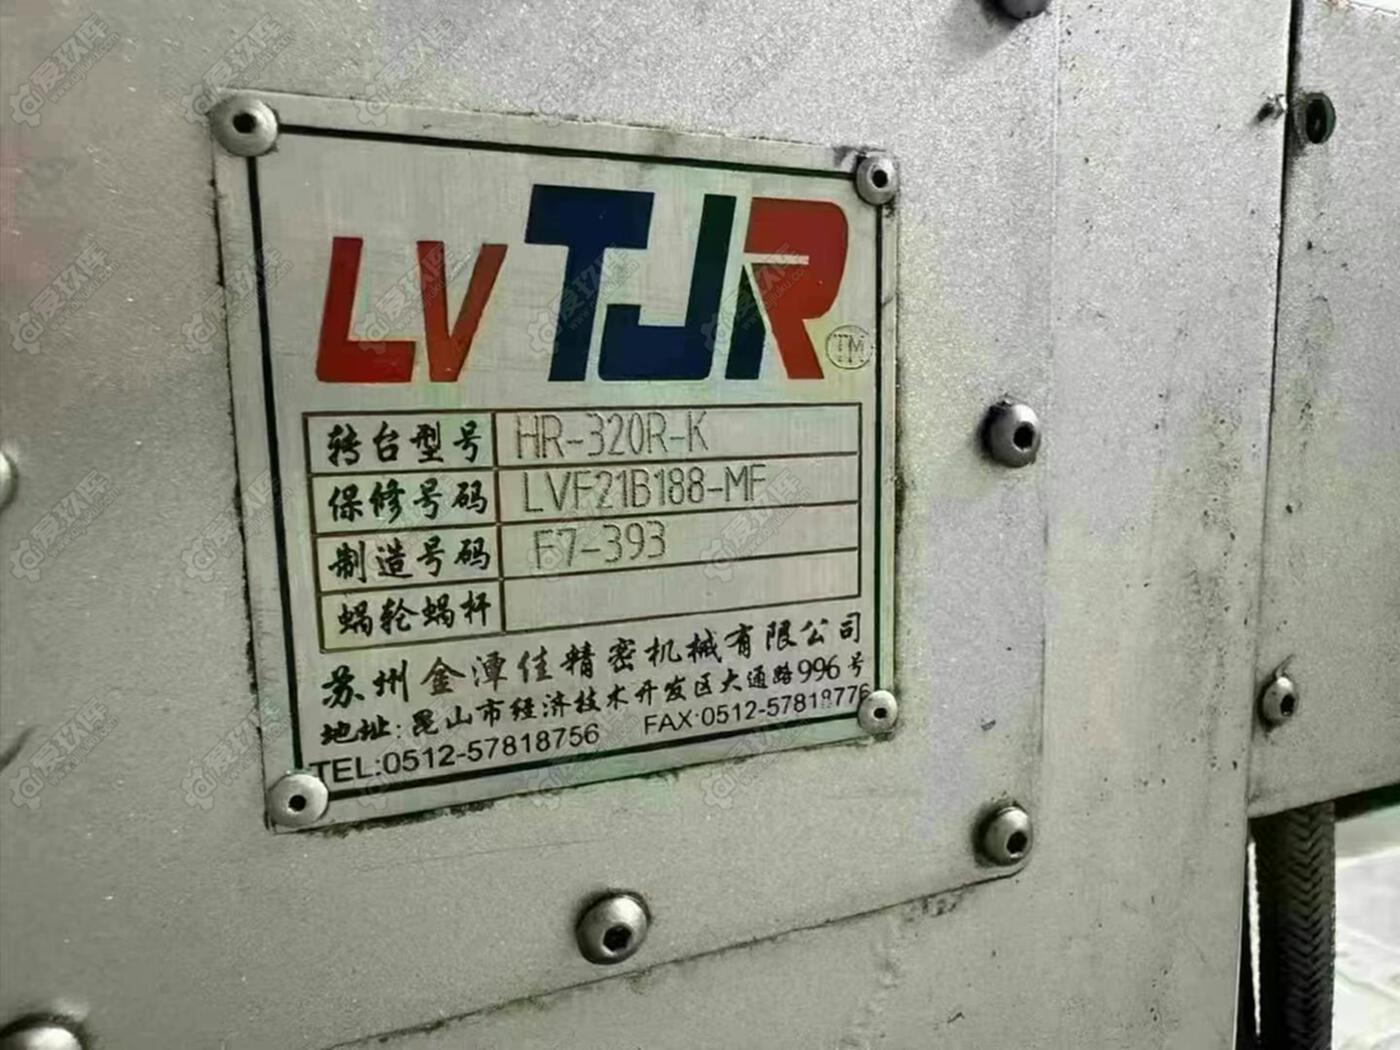 LV TJR TM
转台型号 HR-320R-K
保修号码 LVF21B188-MF
制造号码 F7-393
蜗轮蜗杆
苏州金潭佳精密机械有限公司
地址:昆山市经济技术开发区大通路996号
TEL:0512-57818756 FAX:0512-57818776